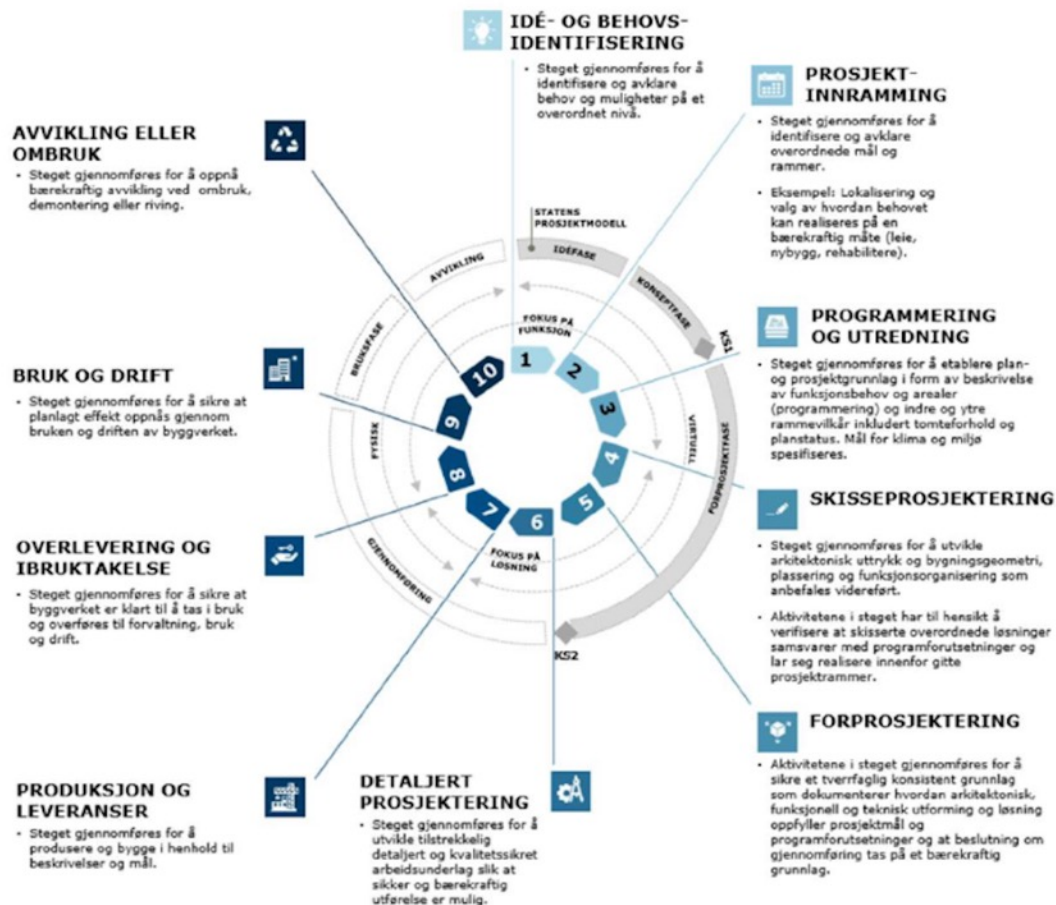 IDÉ- OG BEHOVS-
IDENTIFISERING
• Steget gjennomføres for å
identifisere og avklare
behov og muligheter på et
overordnet nivå.
PROSJEKT-
INNRAMMING
• Steget gjennomføres for å
identifisere og avklare
overordnede mål og
rammer.
• Eksempel: Lokalisering og
valg av hvordan behovet
kan realiseres på en
bærekraftig måte (leie,
nybygg, rehabilitere).
PROGRAMMERING
OG UTREDNING
• Steget gjennomføres for å etablere plan-
og prosjektgrunnlag i form av beskrivelse
av funksjonsbehov og arealer
(programmering) og indre og ytre
rammevilkår inkludert tomteforhold og
planstatus. Mål for klima og miljø
spesifiseres.
SKISSEPROSJEKTERING
• Steget gjennomføres for å utvikle
arkitektonisk uttrykk og bygningsgeometri,
plassering og funksjonsorganisering som
anbefales videreført.
• Aktivitetene i steget har til hensikt å
verifisere at skisserte overordnede løsninger
samsvarer med programforutsetninger og
lar seg realisere innenfor gitte
prosjektrammer.
FORPROSJEKTERING
• Aktivitetene i steget gjennomføres for å
sikre et tverrfaglig konsistent grunnlag
som dokumenterer hvordan arkitektonisk,
funksjonell og teknisk utforming og løsning
oppfyller prosjektmål og
programforutsetninger og at beslutning om
gjennomføring tas på et bærekraftig
grunnlag.
DETALJERT
PROSJEKTERING
• Steget gjennomføres for å
utvikle tilstrekkelig
detaljert og kvalitetssikret
arbeidsunderlag slik at
sikker og bærekraftig
utførelse er mulig.
PRODUKSJON OG
LEVERANSER
• Steget gjennomføres for å
produsere og bygge i henhold til
beskrivelser og mål.
OVERLEVERING OG
IBRUKTAKELSE
• Steget gjennomføres for å sikre at
byggverket er klart til å tas i bruk
og overføres til forvaltning, bruk
og drift.
BRUK OG DRIFT
• Steget gjennomføres for å sikre at
planlagt effekt oppnås gjennom
bruken og driften av byggverket.
AVVIKLING ELLER
OMBRUK
• Steget gjennomføres for å oppnå
bærekraftig avvikling ved ombruk,
demontering eller riving.
STATENS
PROSJEKTMODELL
IDÉFASE
KONSEPTFASE
KS1
FORPROSJEKTFASE
KS2
GJENNOMFØRING
BRUKSFASE
AVVIKLING
FOKUS PÅ
FUNKSJON
VIRTUELL
FOKUS PÅ
LØSNING
FYSISK
1
2
3
4
5
6
7
8
9
10